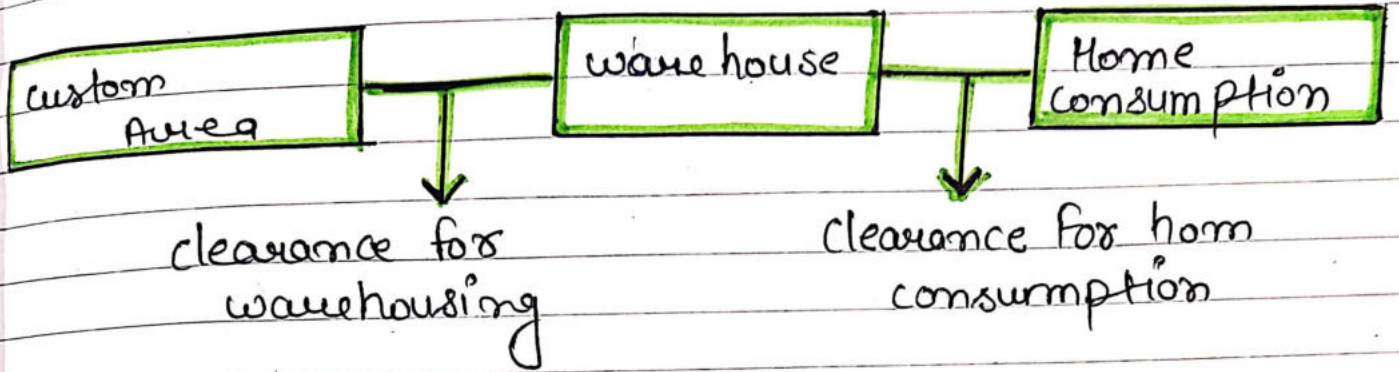 custom
Area
ware house
Home
consumption
clearance for
warehousing
clearance for hom
consumption